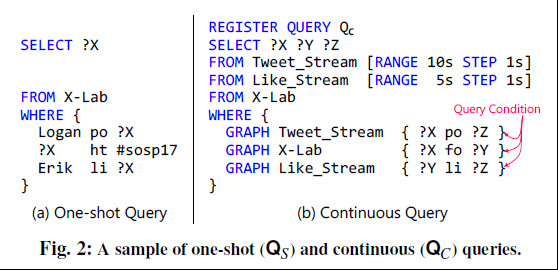 SELECT ?X
FROM X-Lab
WHERE {
Logan po ?X
?X ht #sosp17
Erik li ?X
}
(a) One-shot Query
REGISTER QUERY Qc
SELECT ?X ?Y ?Z
FROM Tweet_Stream [RANGE 10s STEP 1s]
FROM Like_Stream [RANGE 5s STEP 1s]
FROM X-Lab
WHERE {
Query Condition
GRAPH Tweet_Stream { ?X po ?Z }
GRAPH X-Lab { ?X fo ?Y }
GRAPH Like_Stream { ?Y li ?Z }
}
(b) Continuous Query
Fig. 2: A sample of one-shot (QS) and continuous (QC) queries.